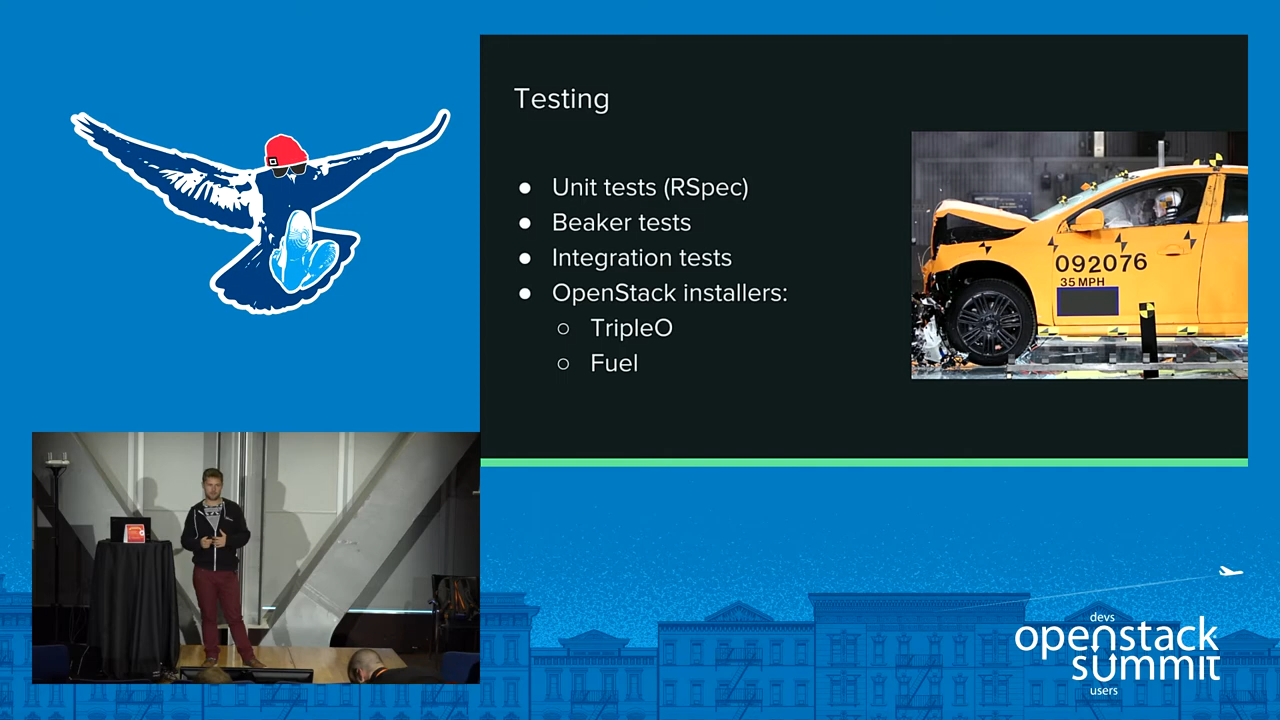 Testing
● Unit tests (RSpec)
● Beaker tests
● Integration tests
● OpenStack installers:
○ TripleO
○ Fuel
092076
35 MPH
devs
openstack
summit
users